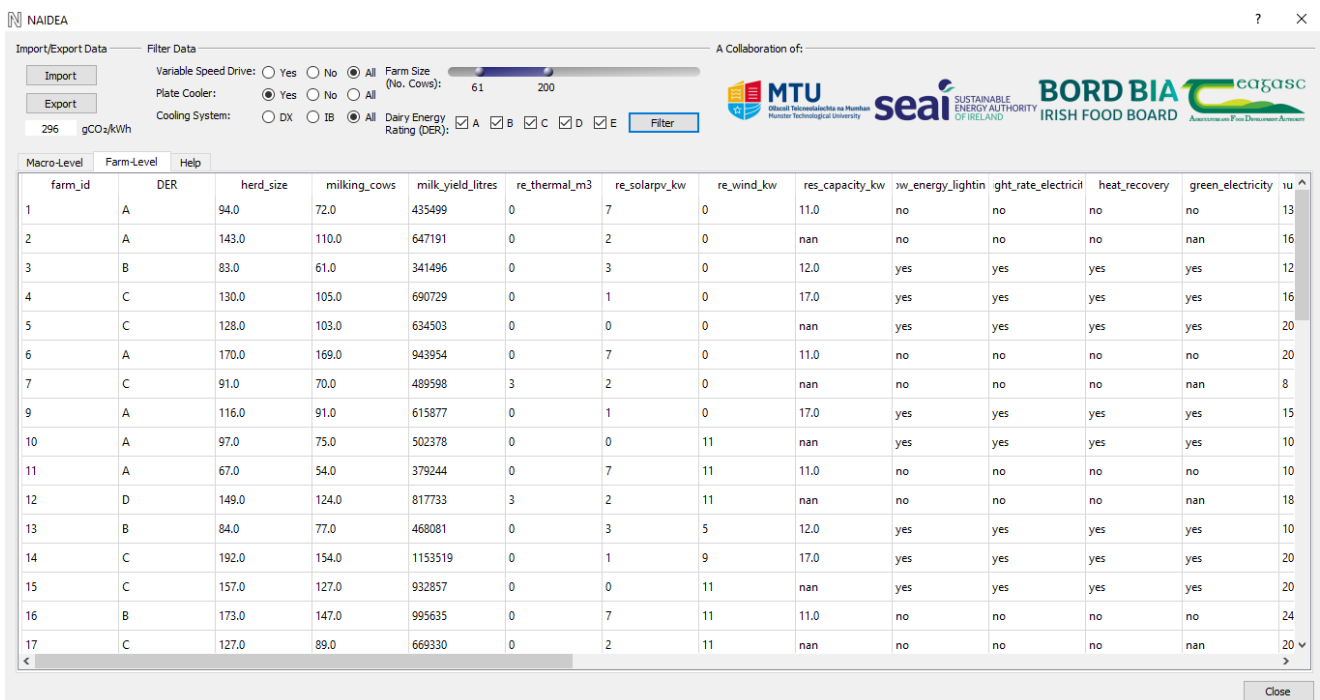 NAIDEA ? ×
Import/Export Data Filter Data A Collaboration of:
Import
Export
296 gCO₂/kWh
Variable Speed Drive: Yes No All
Plate Cooler: Yes No All
Cooling System: DX IB All
Farm Size
(No. Cows): 61 200
Dairy Energy
Rating (DER): A B C D E Filter
MTU
Ollscoil Teicneolaíochta na Mumhan
Munster Technological University
seai SUSTAINABLE
ENERGY AUTHORITY
OF IRELAND
BORD BIA
IRISH FOOD BOARD
eagasc
AGRICULTURE AND FOOD DEVELOPMENT AUTHORITY
Macro-Level Farm-Level Help
farm_id DER herd_size milking_cows milk_yield_litres re_thermal_m3 re_solarpv_kw re_wind_kw res_capacity_kw ow_energy_lightin ight_rate_electricit heat_recovery green_electricity nu
1 A 94.0 72.0 435499 0 7 0 11.0 no no no no 13
2 A 143.0 110.0 647191 0 2 0 nan no no no nan 16
3 B 83.0 61.0 341496 0 3 0 12.0 yes yes yes yes 12
4 C 130.0 105.0 690729 0 1 0 17.0 yes yes yes yes 16
5 C 128.0 103.0 634503 0 0 0 nan yes yes yes yes 20
6 A 170.0 169.0 943954 0 7 0 11.0 no no no no 20
7 C 91.0 70.0 489598 3 2 0 nan no no no nan 8
9 A 116.0 91.0 615877 0 1 0 17.0 yes yes yes yes 15
10 A 97.0 75.0 502378 0 0 11 nan yes yes yes yes 10
11 A 67.0 54.0 379244 0 7 11 11.0 no no no no 10
12 D 149.0 124.0 817733 3 2 11 nan no no no nan 18
13 B 84.0 77.0 468081 0 3 5 12.0 yes yes yes yes 10
14 C 192.0 154.0 1153519 0 1 9 17.0 yes yes yes yes 20
15 C 157.0 127.0 932857 0 0 11 nan yes yes yes yes 20
16 B 173.0 147.0 995635 0 7 11 11.0 no no no no 24
17 C 127.0 89.0 669330 0 2 11 nan no no no nan 20
Close